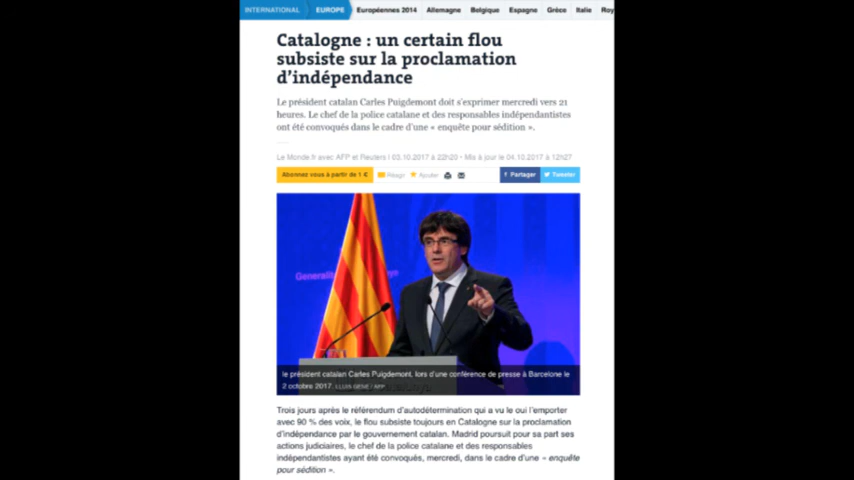 INTERNATIONAL EUROPE Européennes 2014 Allemagne Belgique Espagne Grèce Italie Roy
Catalogne : un certain flou
subsiste sur la proclamation
d'indépendance
Le président catalan Carles Puigdemont doit s'exprimer mercredi vers 21
heures. Le chef de la police catalane et des responsables indépendantistes
ont été convoqués dans le cadre d'une « enquête pour sédition ».
Le Monde.fr avec AFP et Reuters | 03.10.2017 à 22h20 • Mis à jour le 04.10.2017 à 12h27
Abonnez vous à partir de 1 € Réagir Ajouter Partager Tweeter
Generalit
le président catalan Carles Puigdemont, lors d'une conférence de presse à Barcelone le
2 octobre 2017. LLUIS GENE / AFP
Trois jours après le référendum d'autodétermination qui a vu le oui l'emporter
avec 90 % des voix, le flou subsiste toujours en Catalogne sur la proclamation
d'indépendance par le gouvernement catalan. Madrid poursuit pour sa part ses
actions judiciaires, le chef de la police catalane et des responsables
indépendantistes ayant été convoqués, mercredi, dans le cadre d'une « enquête
pour sédition ».